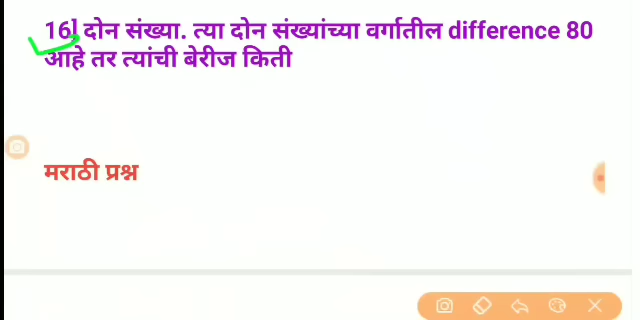 16] दोन संख्या. त्या दोन संख्यांच्या वर्गातील difference 80
आहे तर त्यांची बेरीज किती
मराठी प्रश्न